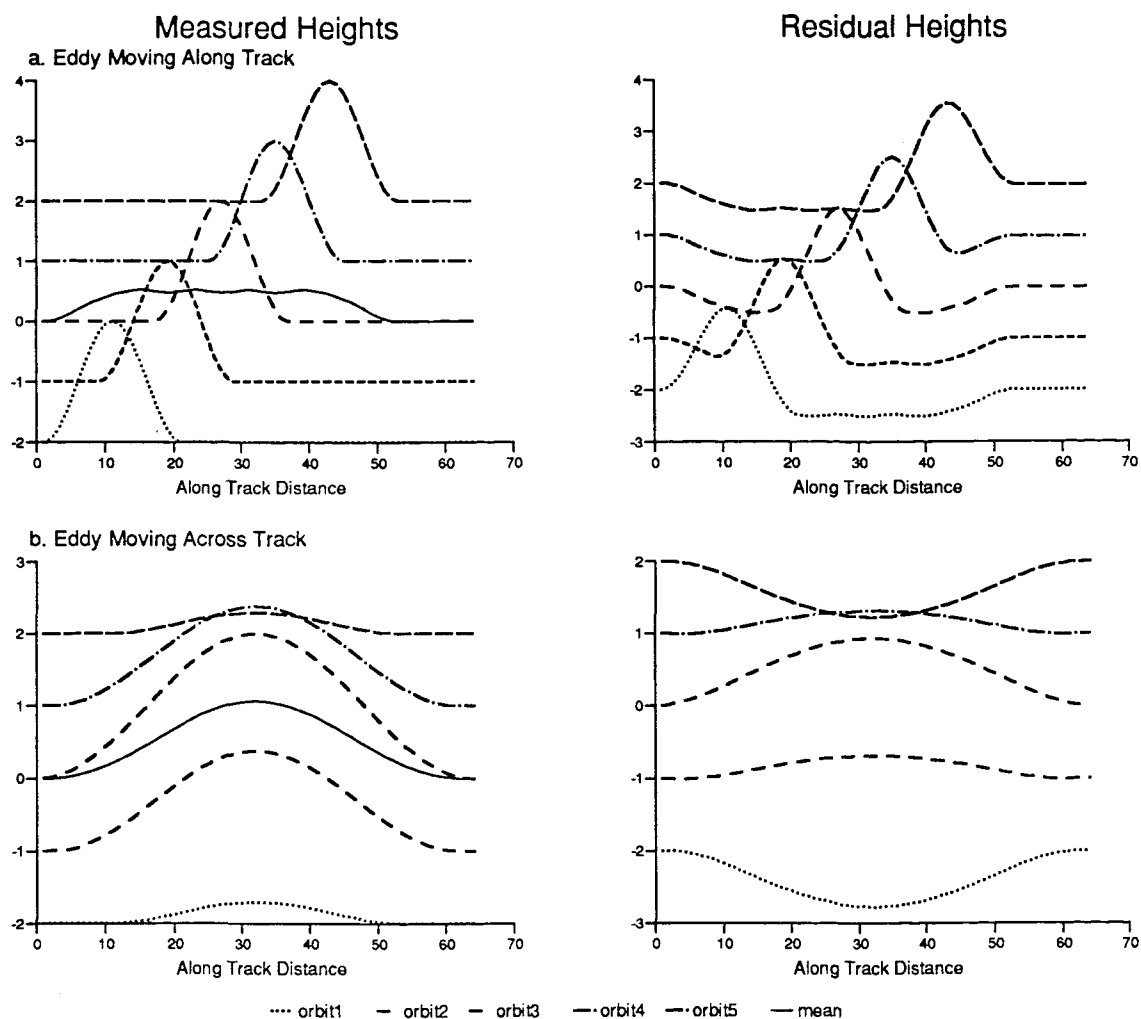 Measured Heights
Residual Heights
a. Eddy Moving Along Track
4
3
2
1
0
-1
-2
0 10 20 30 40 50 60 70
Along Track Distance
4
3
2
1
0
-1
-2
-3
0 10 20 30 40 50 60 70
Along Track Distance
b. Eddy Moving Across Track
3
2
1
0
-1
-2
0 10 20 30 40 50 60 70
Along Track Distance
2
1
0
-1
-2
-3
0 10 20 30 40 50 60 70
Along Track Distance
orbit1 orbit2 orbit3 orbit4 orbit5 mean